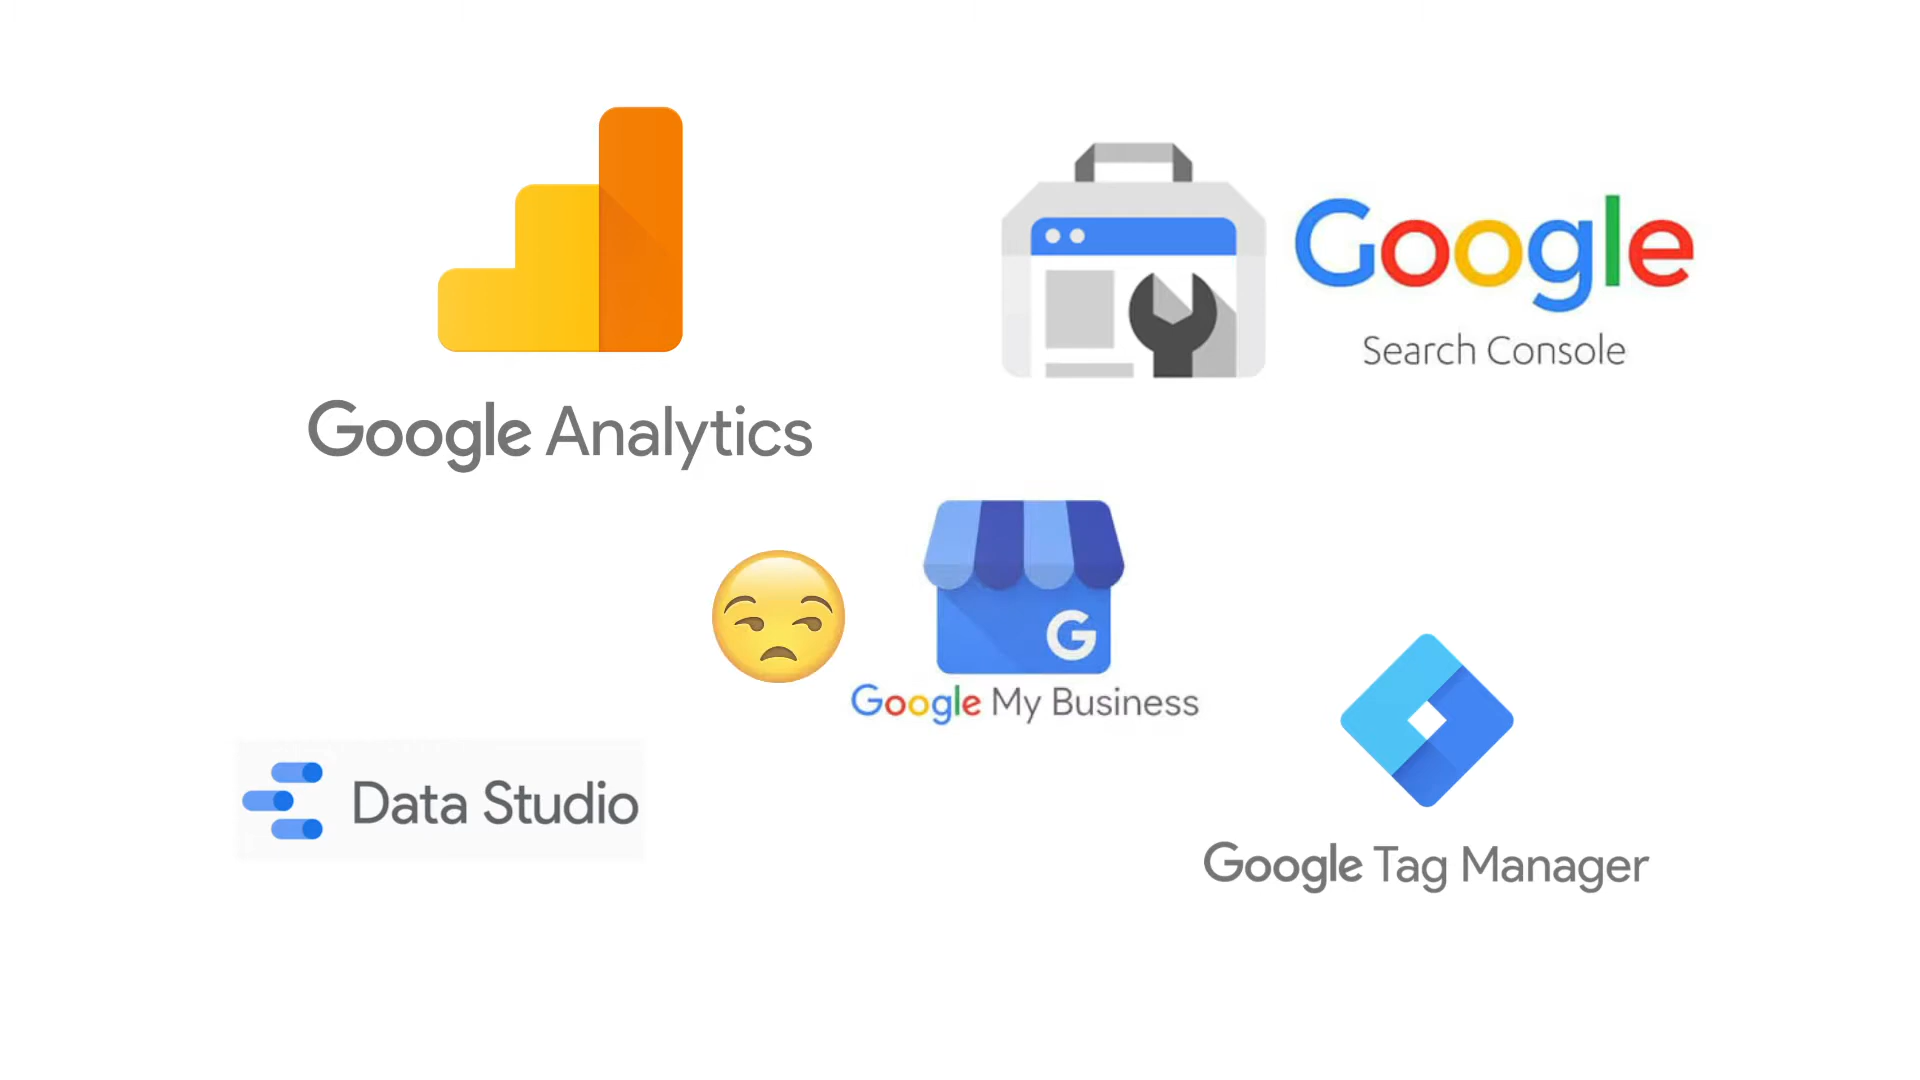 Google Analytics
Google
Search Console
G
Google My Business
Data Studio
Google Tag Manager